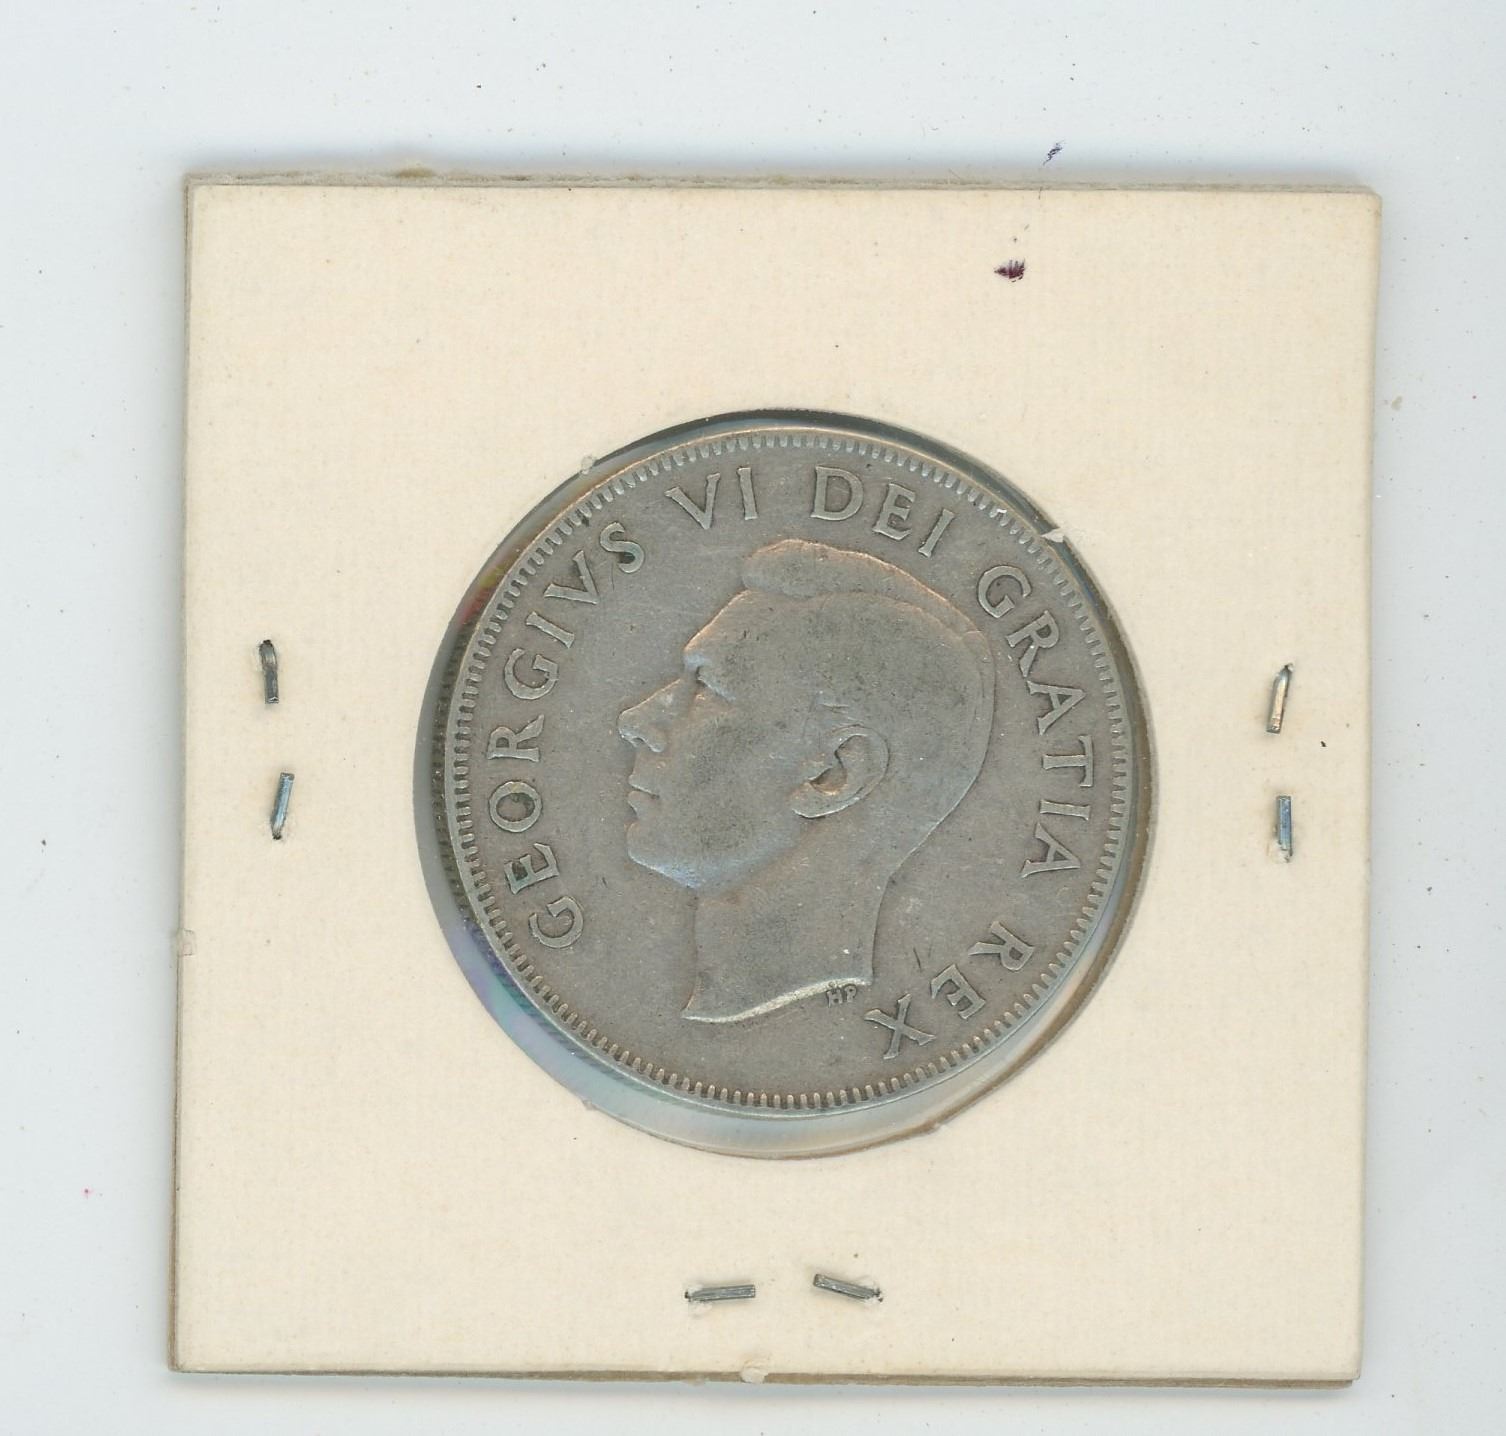 GEORGIVS VI DEI GRATIA REX
HP